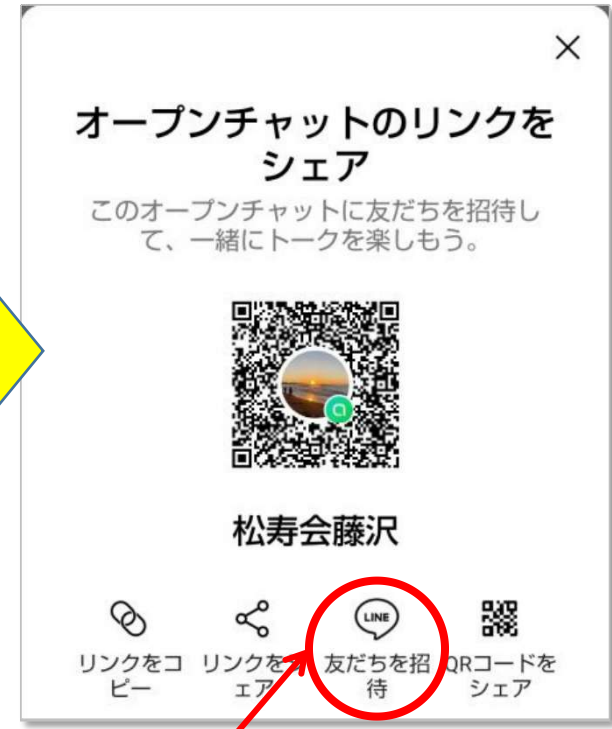 オープンチャットのリンクを
シェア
このオープンチャットに友だちを招待し
て、一緒にトークを楽しもう。
松寿会藤沢
リンクをコ
ピー
リンクを
ェア
LINE
友だちを招
待
QRコードを
シェア